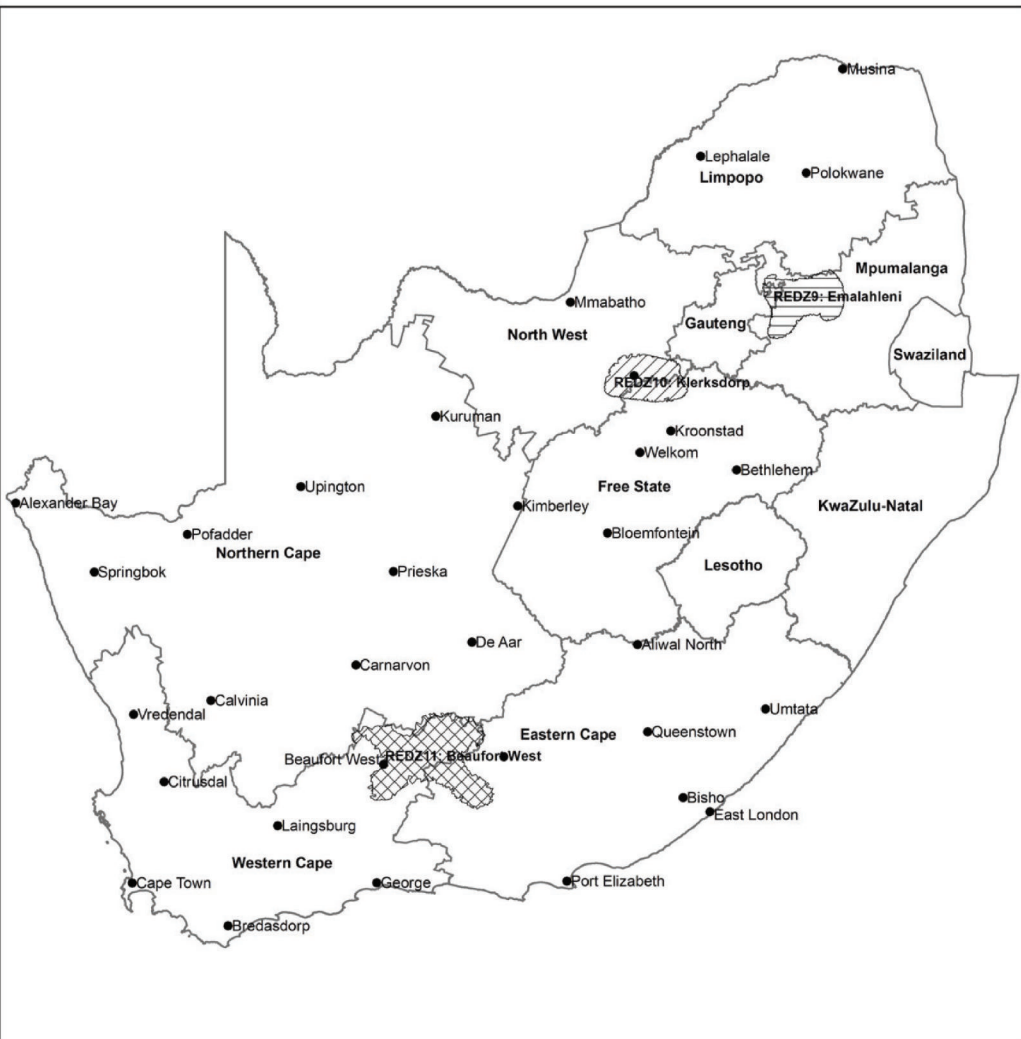 Musina
Lephalale
Limpopo
Polokwane
Mpumalanga
REDZ9: Emalahleni
Mmabatho
North West
Gauteng
Swaziland
REDZ10: Klerksdorp
Kuruman
Kroonstad
Welkom
Bethlehem
Upington
Free State
Alexander Bay
Kimberley
KwaZulu-Natal
Pofadder
Bloemfontein
Northern Cape
Lesotho
Springbok
Prieska
De Aar
Aliwal North
Carnarvon
Calvinia
Vredendal
Umtata
Eastern Cape
Queenstown
Beaufort West
REDZ11: Beaufort West
Citrusdal
Bisho
East London
Laingsburg
Western Cape
Cape Town
George
Port Elizabeth
Bredasdorp